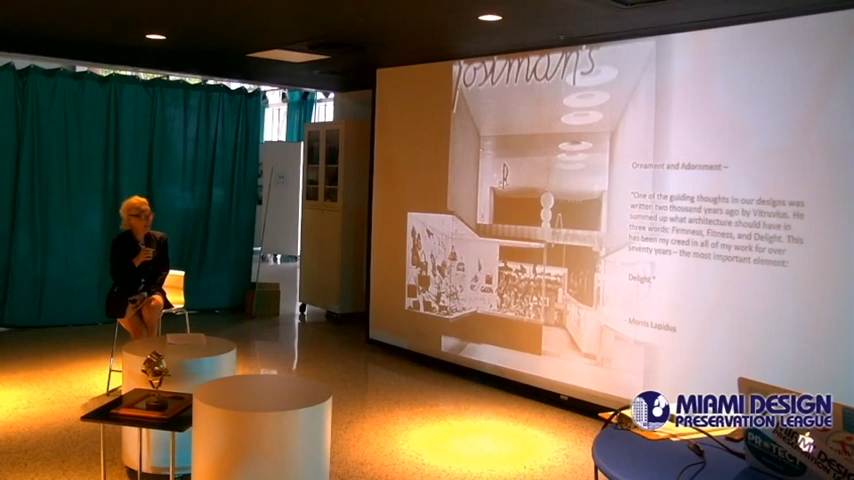 Postman's
R
Ornament and Adornment –
"One of the guiding thoughts in our designs was
written two thousand years ago by Vitruvius. He
summed up what architecture should have in
three words: Firmness, Fitness, and Delight. This
has been my creed in all of my work for over
seventy years – the most important element:
Delight."
Morris Lapidus
MIAMI DESIGN
PRESERVATION LEAGUE
PROTECT